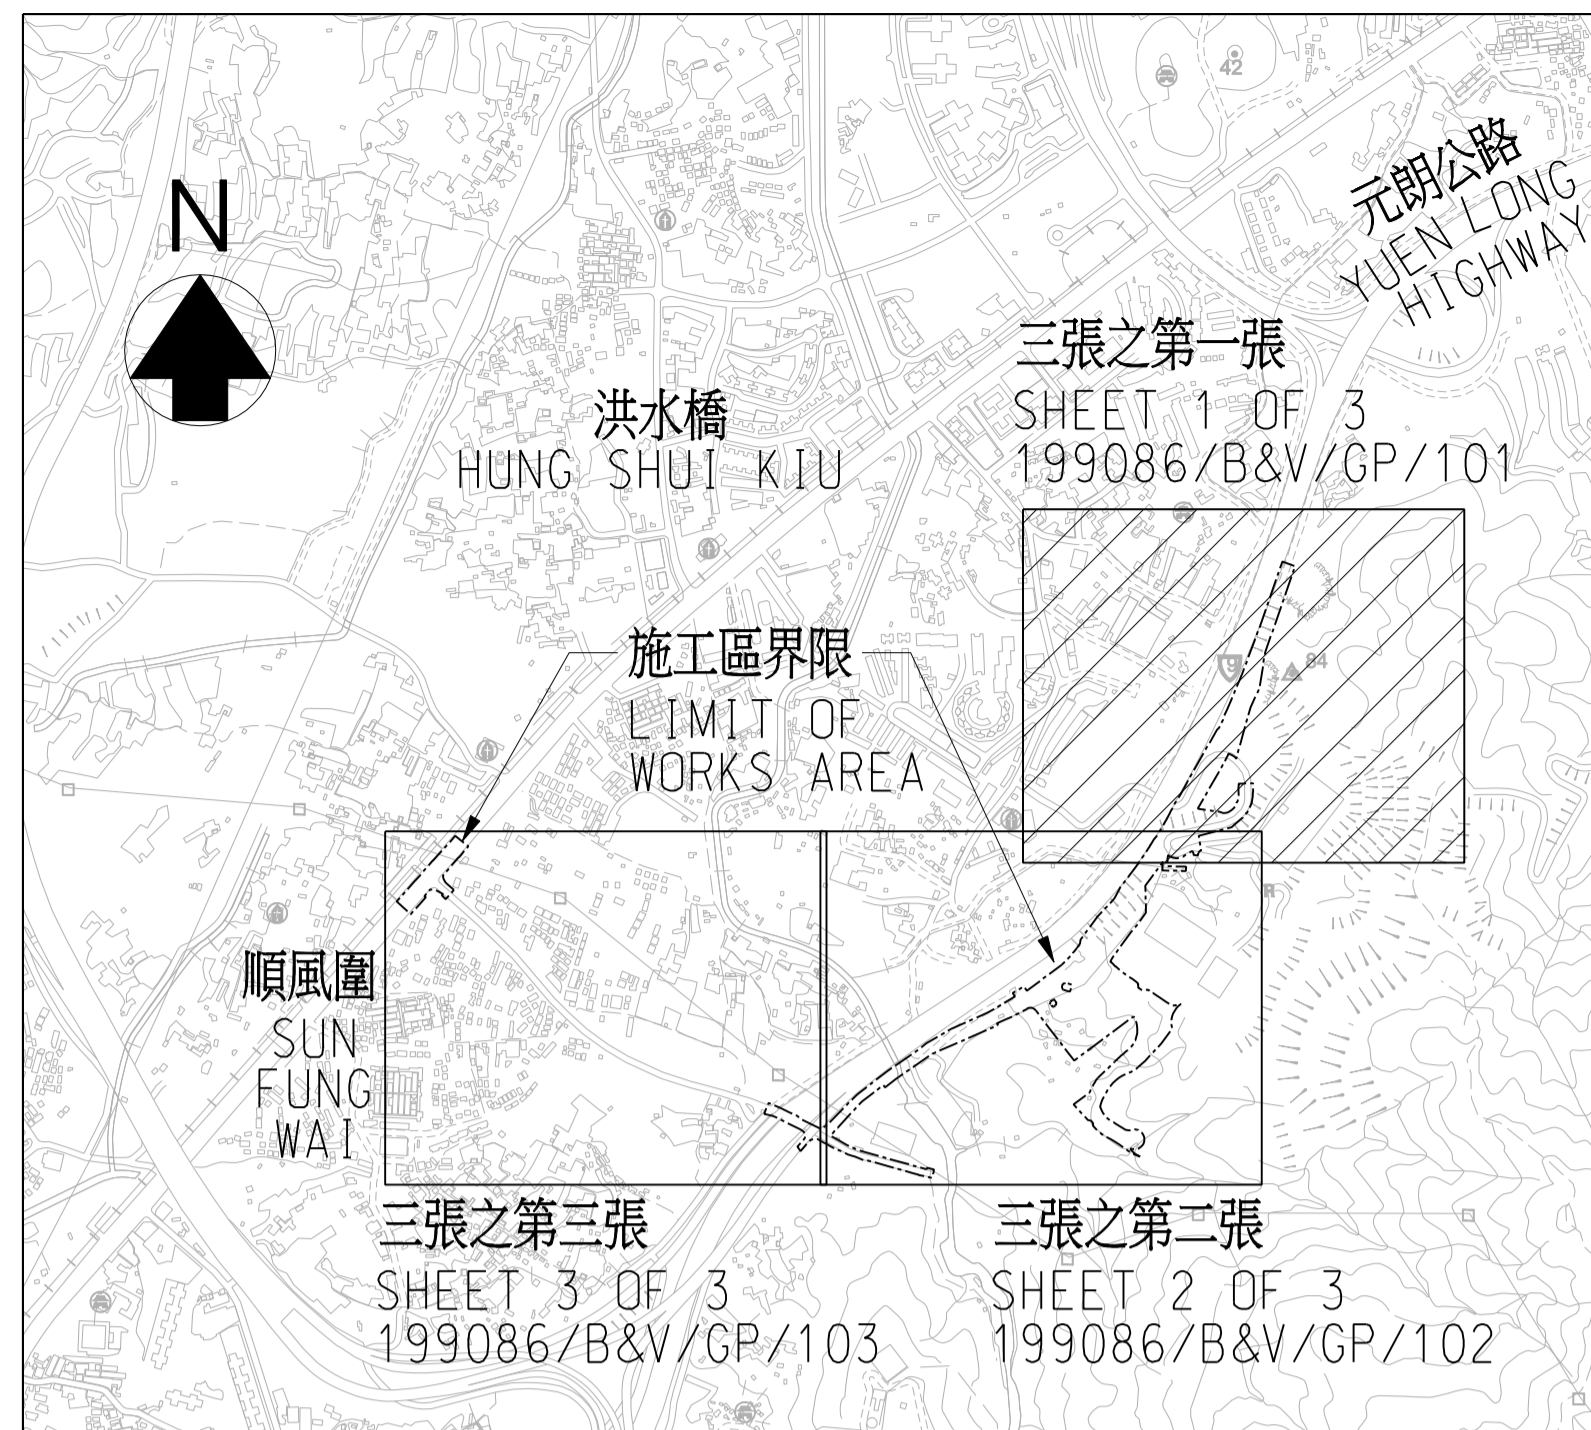 42
N
元朗公路
YUEN LONG
HIGHWAY
三張之第一張
SHEET 1 OF 3
199086/B&V/GP/101
洪水橋
HUNG SHUI KIU
施工區界限
LIMIT OF
WORKS AREA
9
84
R
順風圍
SUN
FUNG
WAI
三張之第三張
SHEET 3 OF 3
199086/B&V/GP/103
三張之第二張
SHEET 2 OF 3
199086/B&V/GP/102